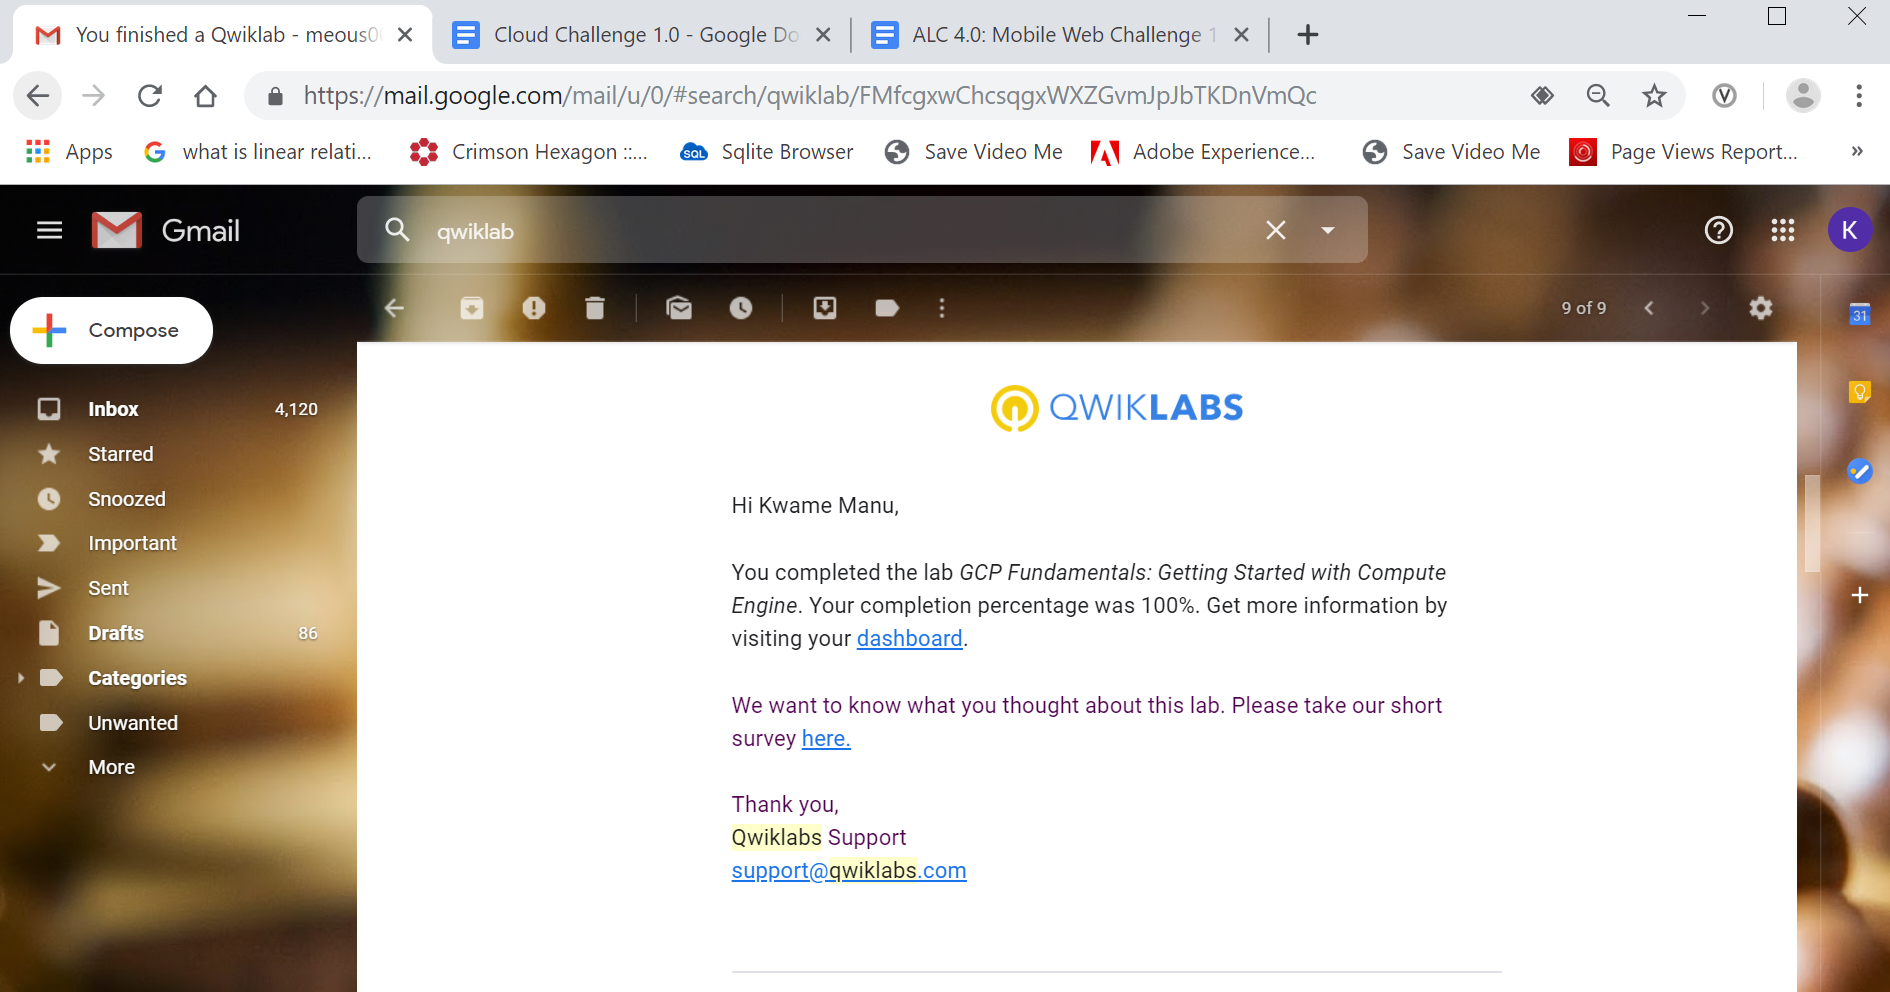 You finished a Qwiklab - meous0
Cloud Challenge 1.0 - Google Do
ALC 4.0: Mobile Web Challenge 1
https://mail.google.com/mail/u/0/#search/qwiklab/FMfcgxwChcsqgxWXZGvmJpJbTKDnVmQc
V
Apps
what is linear relati...
Crimson Hexagon ::...
SQL
Sqlite Browser
Save Video Me
Adobe Experience...
Save Video Me
Page Views Report...
»
Gmail
qwiklab
K
Compose
9 of 9
31
Inbox 4,120
Starred
Snoozed
Important
Sent
Drafts 86
Categories
Unwanted
More
QWIKLABS
Hi Kwame Manu,
You completed the lab GCP Fundamentals: Getting Started with Compute
Engine. Your completion percentage was 100%. Get more information by
visiting your dashboard.
We want to know what you thought about this lab. Please take our short
survey here.
Thank you,
Qwiklabs Support
support@qwiklabs.com